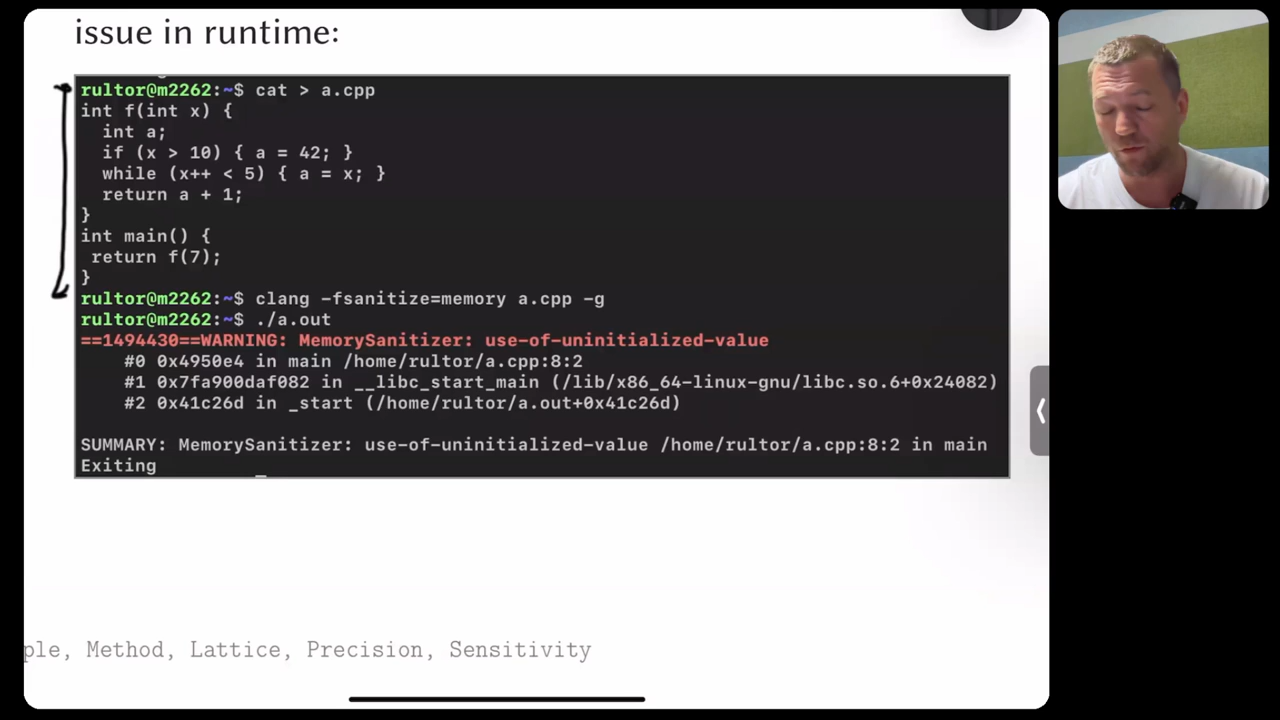 issue in runtime:
rultor@m2262:~$ cat > a.cpp
int f(int x) {
  int a;
  if (x > 10) { a = 42; }
  while (x++ < 5) { a = x; }
  return a + 1;
}
int main() {
 return f(7);
}
rultor@m2262:~$ clang -fsanitize=memory a.cpp -g
rultor@m2262:~$ ./a.out
==1494430==WARNING: MemorySanitizer: use-of-uninitialized-value
    #0 0x4950e4 in main /home/rultor/a.cpp:8:2
    #1 0x7fa900daf082 in __libc_start_main (/lib/x86_64-linux-gnu/libc.so.6+0x24082)
    #2 0x41c26d in _start (/home/rultor/a.out+0x41c26d)
SUMMARY: MemorySanitizer: use-of-uninitialized-value /home/rultor/a.cpp:8:2 in main
Exiting
ple, Method, Lattice, Precision, Sensitivity